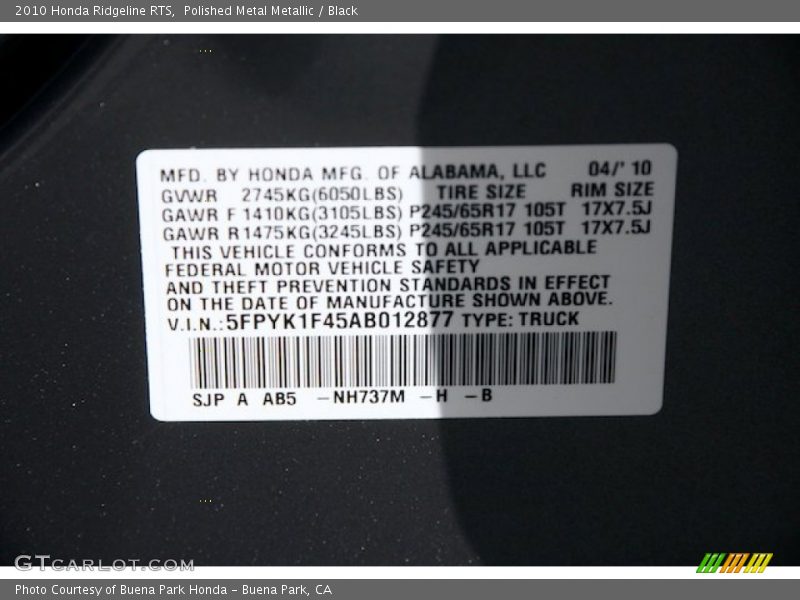 2010 Honda Ridgeline RTS,  Polished Metal Metallic / Black
MFD. BY HONDA MFG. OF ALABAMA, LLC 04/' 10
GVWR 2745KG(6050LBS) TIRE SIZE RIM SIZE
GAWR F 1410KG(3105LBS) P245/65R17 105T 17X7.5J
GAWR R 1475KG(3245LBS) P245/65R17 105T 17X7.5J
THIS VEHICLE CONFORMS TO ALL APPLICABLE
FEDERAL MOTOR VEHICLE SAFETY
AND THEFT PREVENTION STANDARDS IN EFFECT
ON THE DATE OF MANUFACTURE SHOWN ABOVE.
V.I.N.: 5FPYK1F45AB012877 TYPE: TRUCK
SJP A AB5 -NH737M -H -B
GTCARLOT.COM
Photo Courtesy of Buena Park Honda - Buena Park, CA